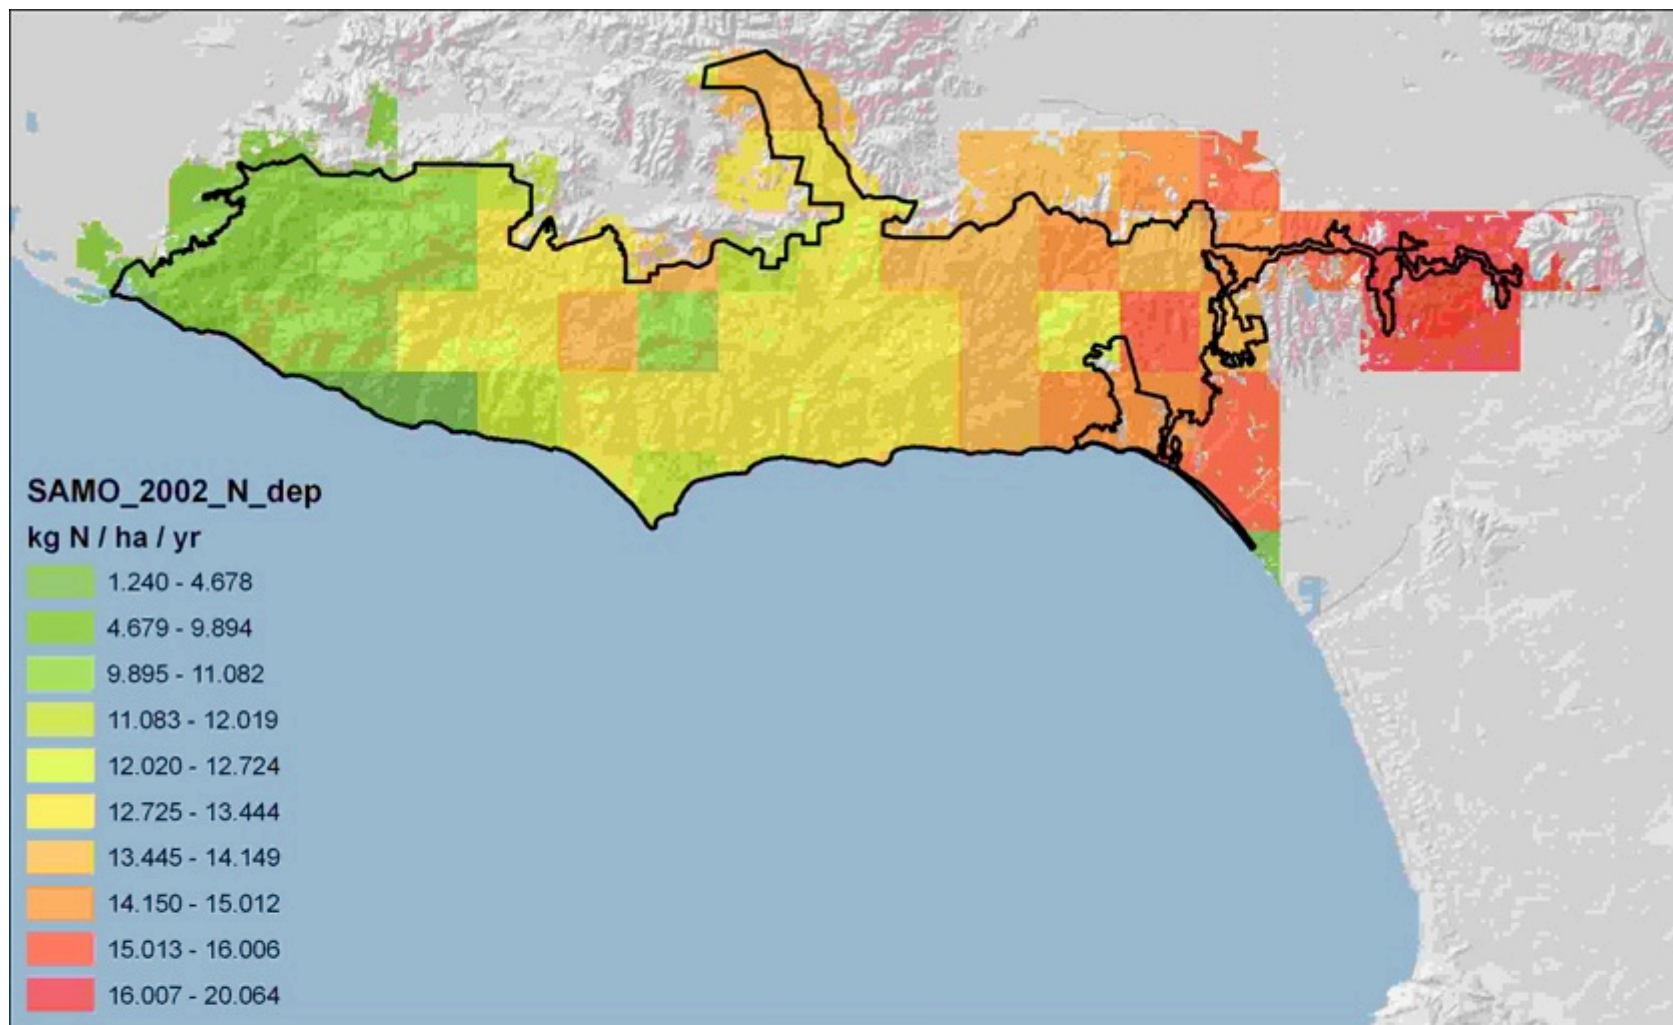 SAMO_2002_N_dep
kg N / ha / yr
1.240 - 4.678
4.679 - 9.894
9.895 - 11.082
11.083 - 12.019
12.020 - 12.724
12.725 - 13.444
13.445 - 14.149
14.150 - 15.012
15.013 - 16.006
16.007 - 20.064